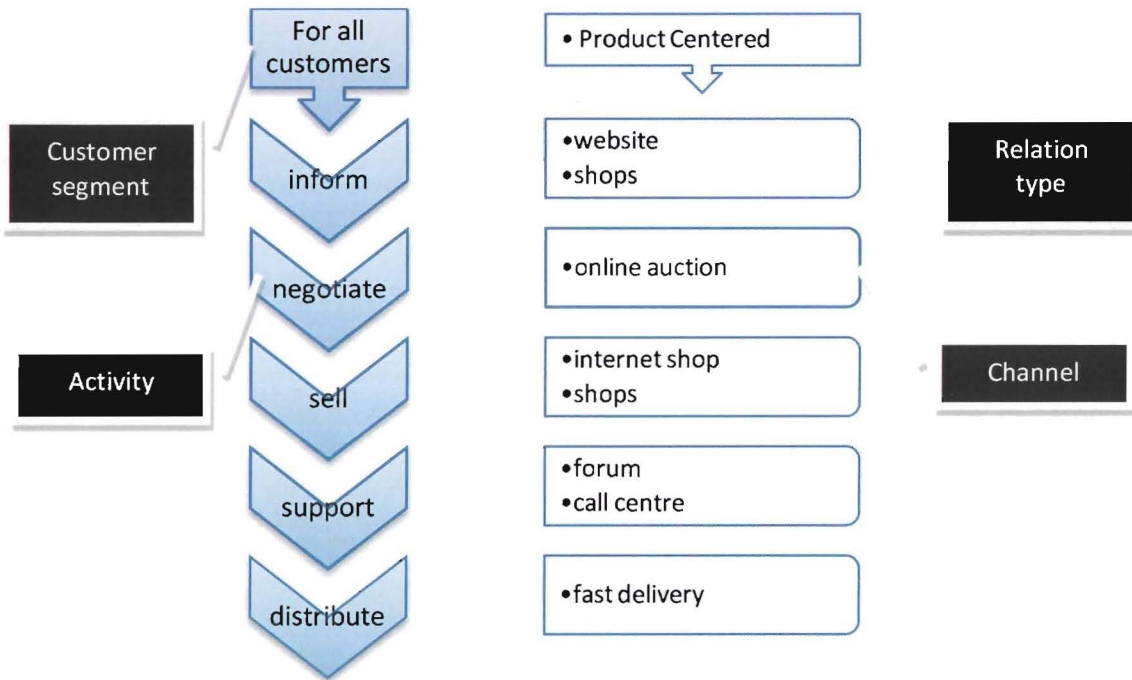 For all
customers
• Product Centered
Customer
segment
inform
•website
•shops
Relation
type
negotiate
•online auction
Activity
sell
•internet shop
•shops
Channel
support
•forum
•call centre
distribute
•fast delivery